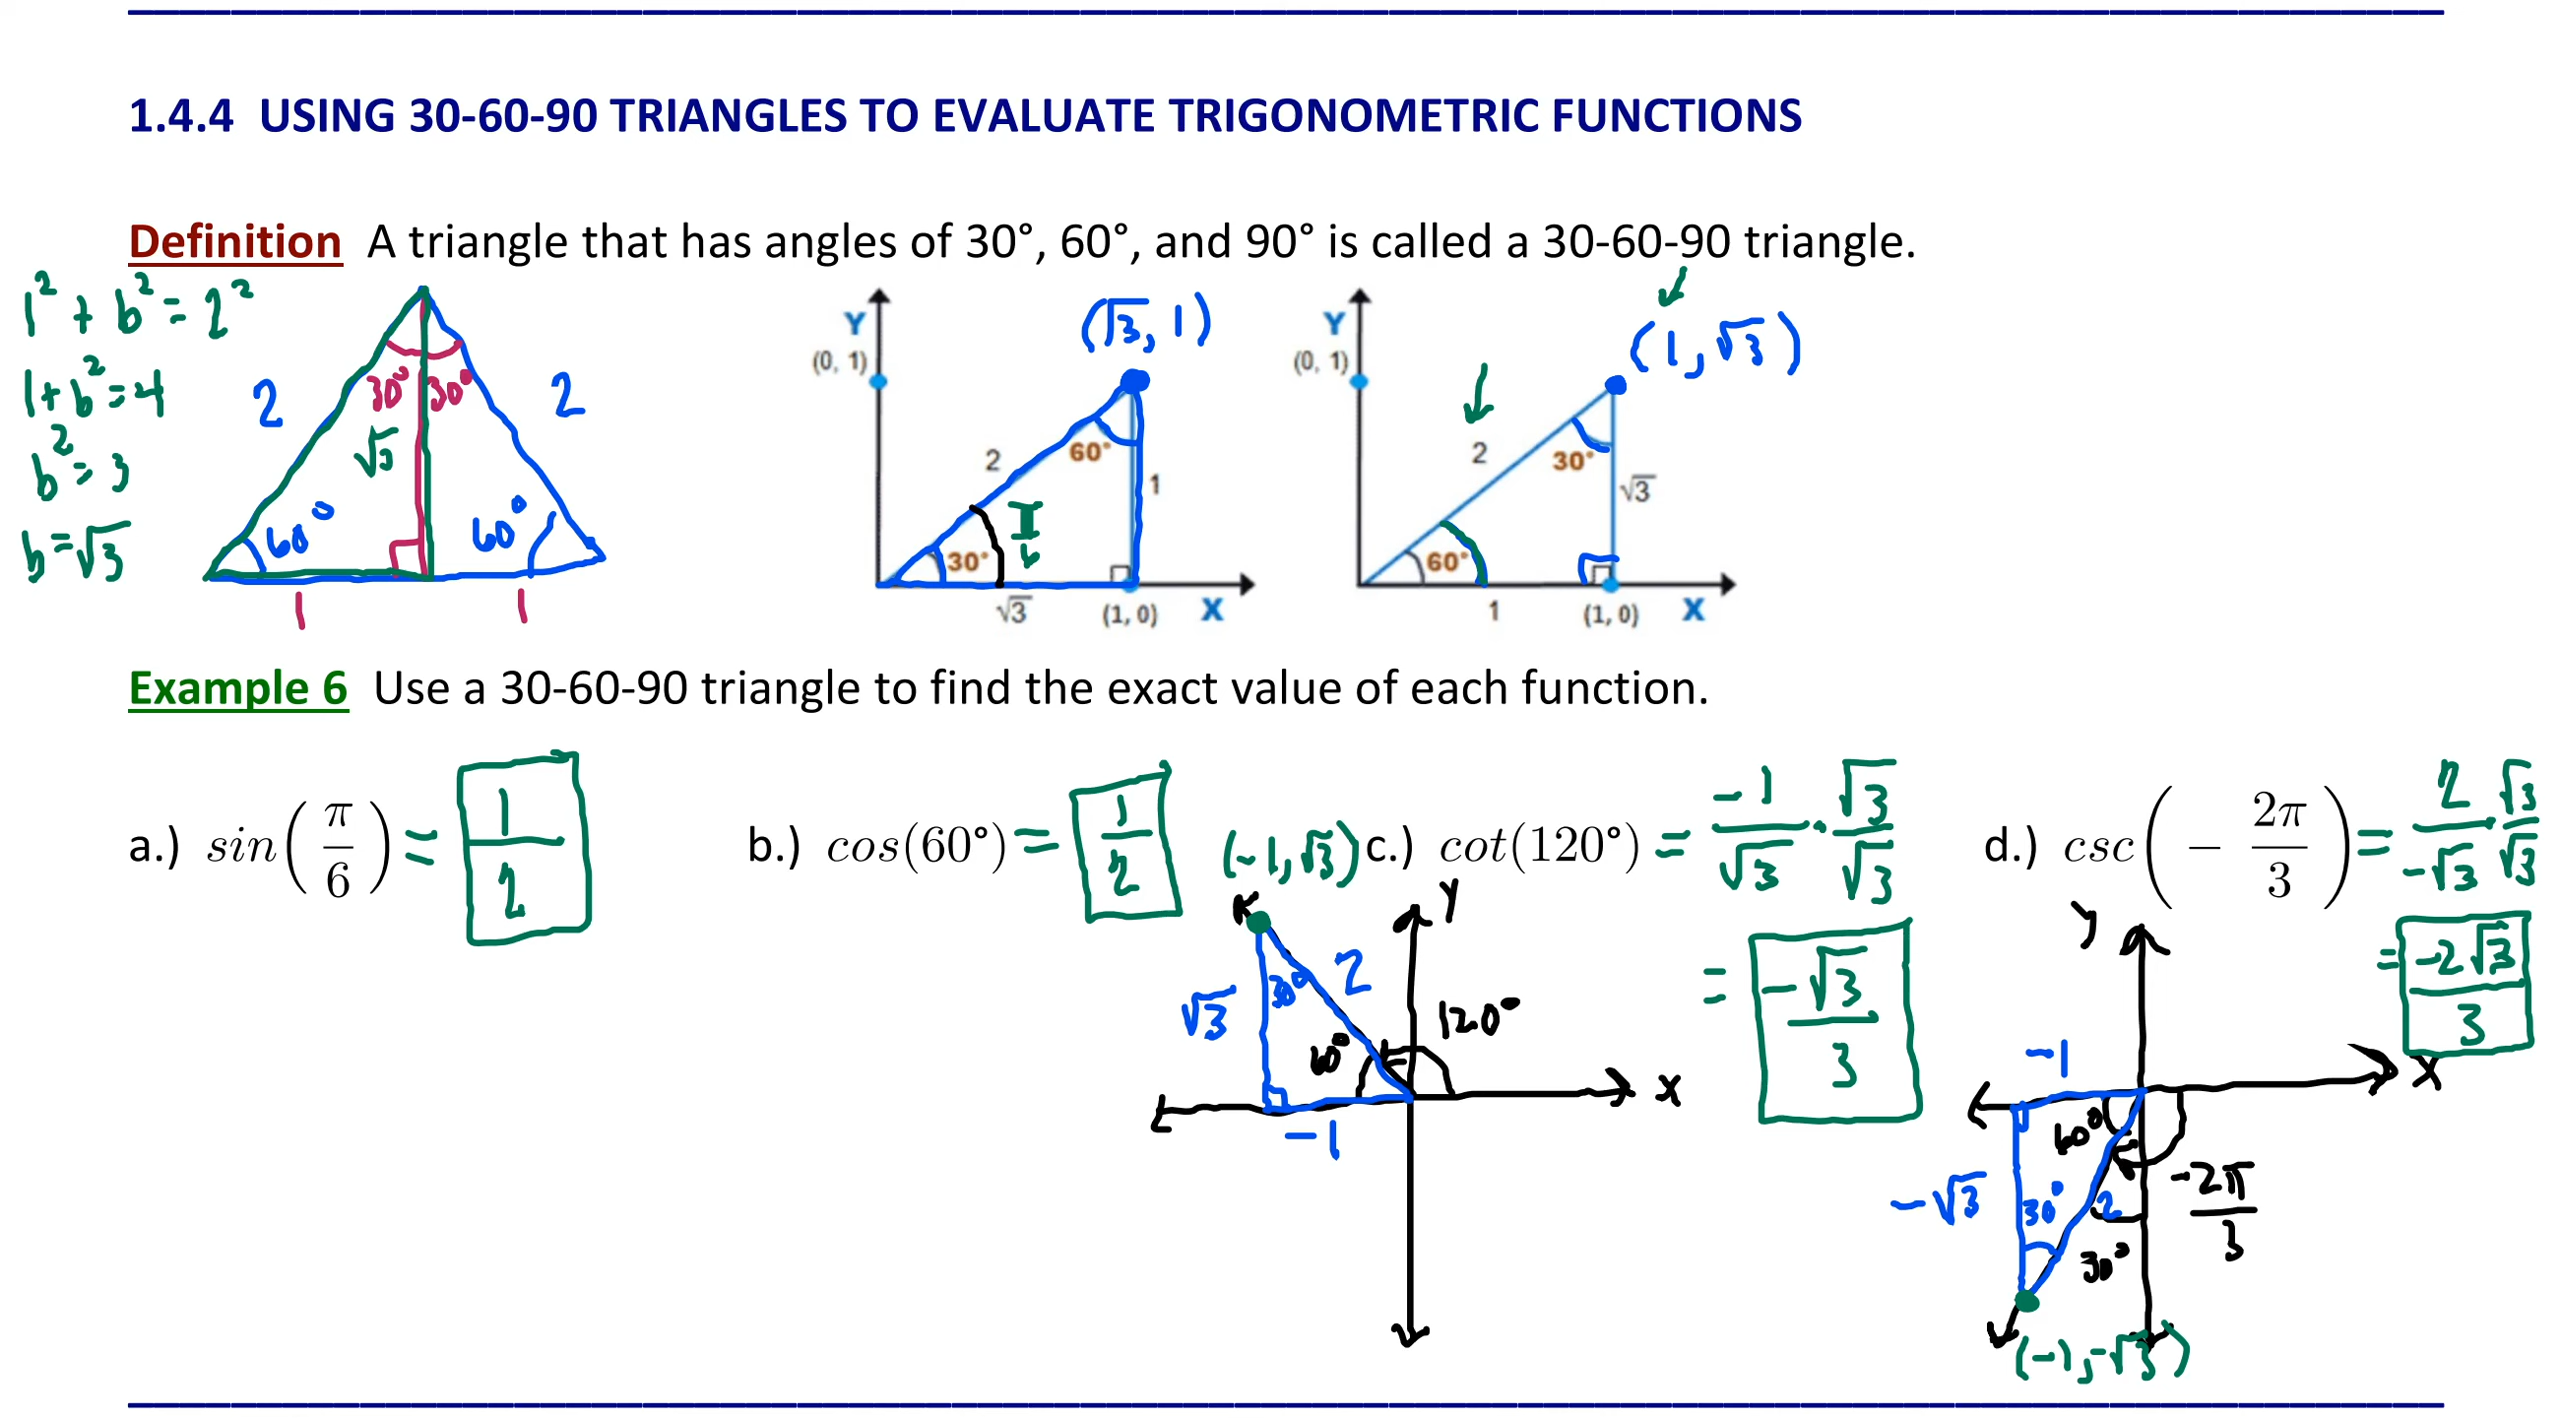 1.4.4 USING 30-60-90 TRIANGLES TO EVALUATE TRIGONOMETRIC FUNCTIONS
Definition A triangle that has angles of 30°, 60°, and 90° is called a 30-60-90 triangle.
1² + b² = 2²
1 + b² = 4
b² = 3
b = √3
2
30° 30°
2
√3
60° 60°
1 1
Y
(0, 1)
(√3, 1)
2
60°
1
30°
π/6
√3
(1, 0)
X
Y
(0, 1)
(1, √3)
2
30°
√3
60°
1
(1, 0)
X
Example 6 Use a 30-60-90 triangle to find the exact value of each function.
a.) sin(π/6) = 1/2
b.) cos(60°) = 1/2
c.) cot(120°) = -1/√3 · √3/√3
= -√3/3
(-1, √3)
Y
√3
30°
2
60°
120°
X
-1
d.) csc(- 2π/3) = 2/-√3 · √3/√3
= -2√3/3
y
X
-1
60°
-√3
30°
2
-2π/3
30°
(-1, -√3)